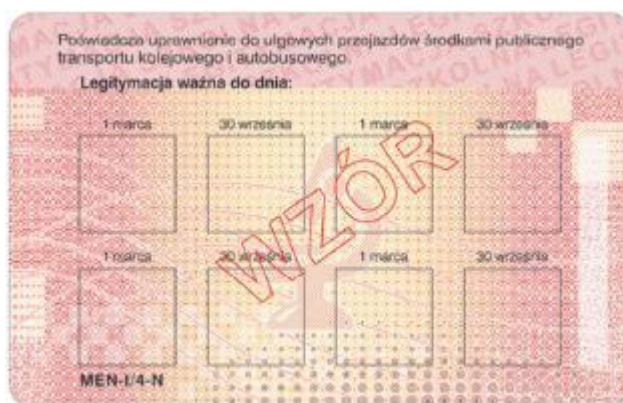 Poświadcza uprawnienie do ulgowych przejazdów środkami publicznego
transportu kolejowego i autobusowego.
Legitymacja ważna do dnia:
1 marca 30 września 1 marca 30 września
WZÓR
1 marca 30 września 1 marca 30 września
MEN-I/4-N